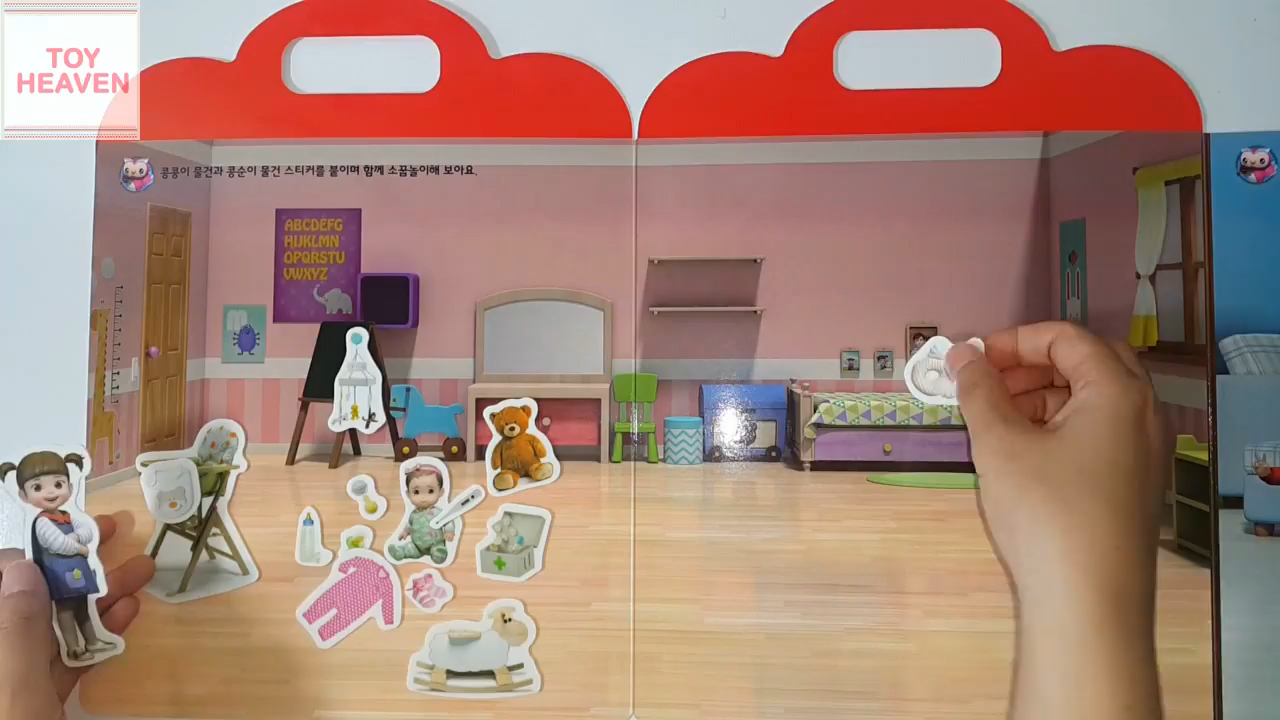 TOY
HEAVEN
콩콩이 물건과 콩순이 물건 스티커를 붙이며 함께 소꿉놀이해 보아요.
ABCDEFG
HIJKLMN
OPQRSTU
VWXYZ